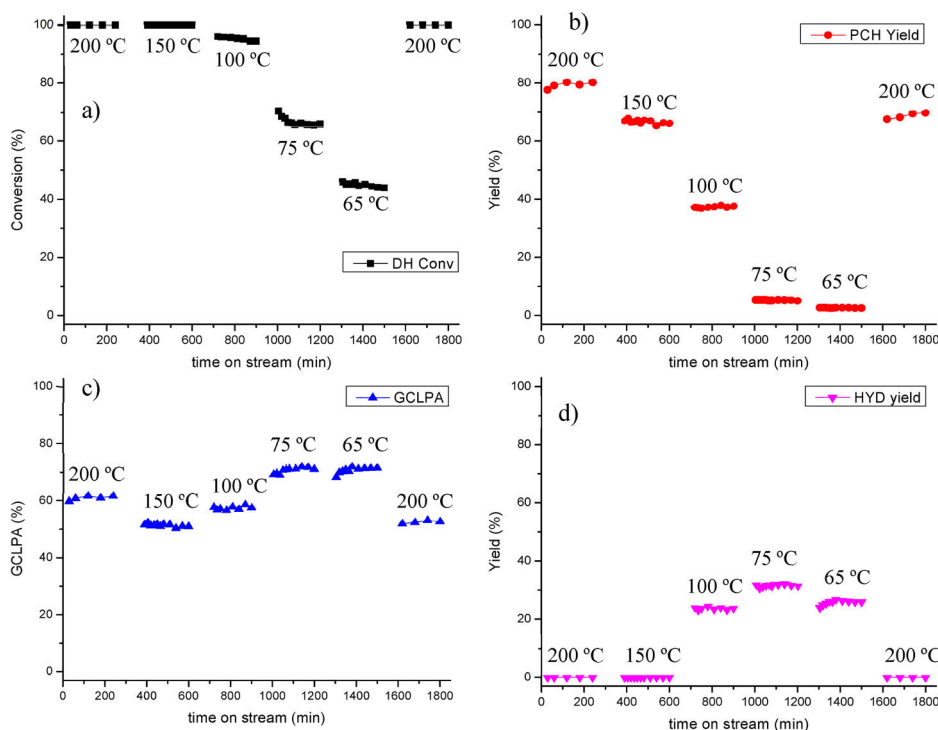 a)
Conversion (%)
100
80
60
40
20
0
200 ºC
150 ºC
100 ºC
75 ºC
65 ºC
200 ºC
DH Conv
0 200 400 600 800 1000 1200 1400 1600 1800
time on stream (min)
b)
Yield (%)
100
80
60
40
20
0
PCH Yield
200 ºC
150 ºC
100 ºC
75 ºC
65 ºC
200 ºC
0 200 400 600 800 1000 1200 1400 1600 1800
time on stream (min)
c)
GCLPA (%)
100
80
60
40
20
0
GCLPA
200 ºC
150 ºC
100 ºC
75 ºC
65 ºC
200 ºC
0 200 400 600 800 1000 1200 1400 1600 1800
time on stream (min)
d)
Yield (%)
100
80
60
40
20
0
HYD yield
200 ºC
150 ºC
100 ºC
75 ºC
65 ºC
200 ºC
0 200 400 600 800 1000 1200 1400 1600 1800
time on stream (min)